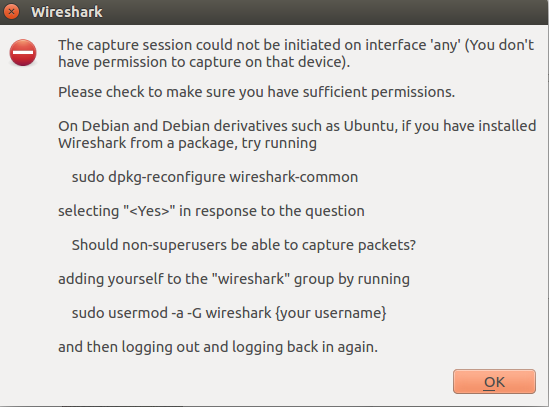 Wireshark
The capture session could not be initiated on interface 'any' (You don't
have permission to capture on that device).
Please check to make sure you have sufficient permissions.
On Debian and Debian derivatives such as Ubuntu, if you have installed
Wireshark from a package, try running
sudo dpkg-reconfigure wireshark-common
selecting "<Yes>" in response to the question
Should non-superusers be able to capture packets?
adding yourself to the "wireshark" group by running
sudo usermod -a -G wireshark {your username}
and then logging out and logging back in again.
OK